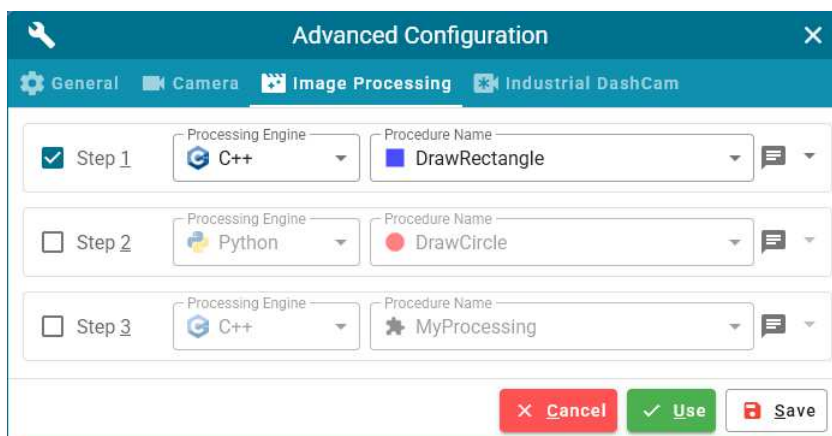 Advanced Configuration
General Camera Image Processing Industrial DashCam
Processing Engine Procedure Name
Step 1 C++ DrawRectangle
Processing Engine Procedure Name
Step 2 Python DrawCircle
Processing Engine Procedure Name
Step 3 C++ MyProcessing
Cancel Use Save